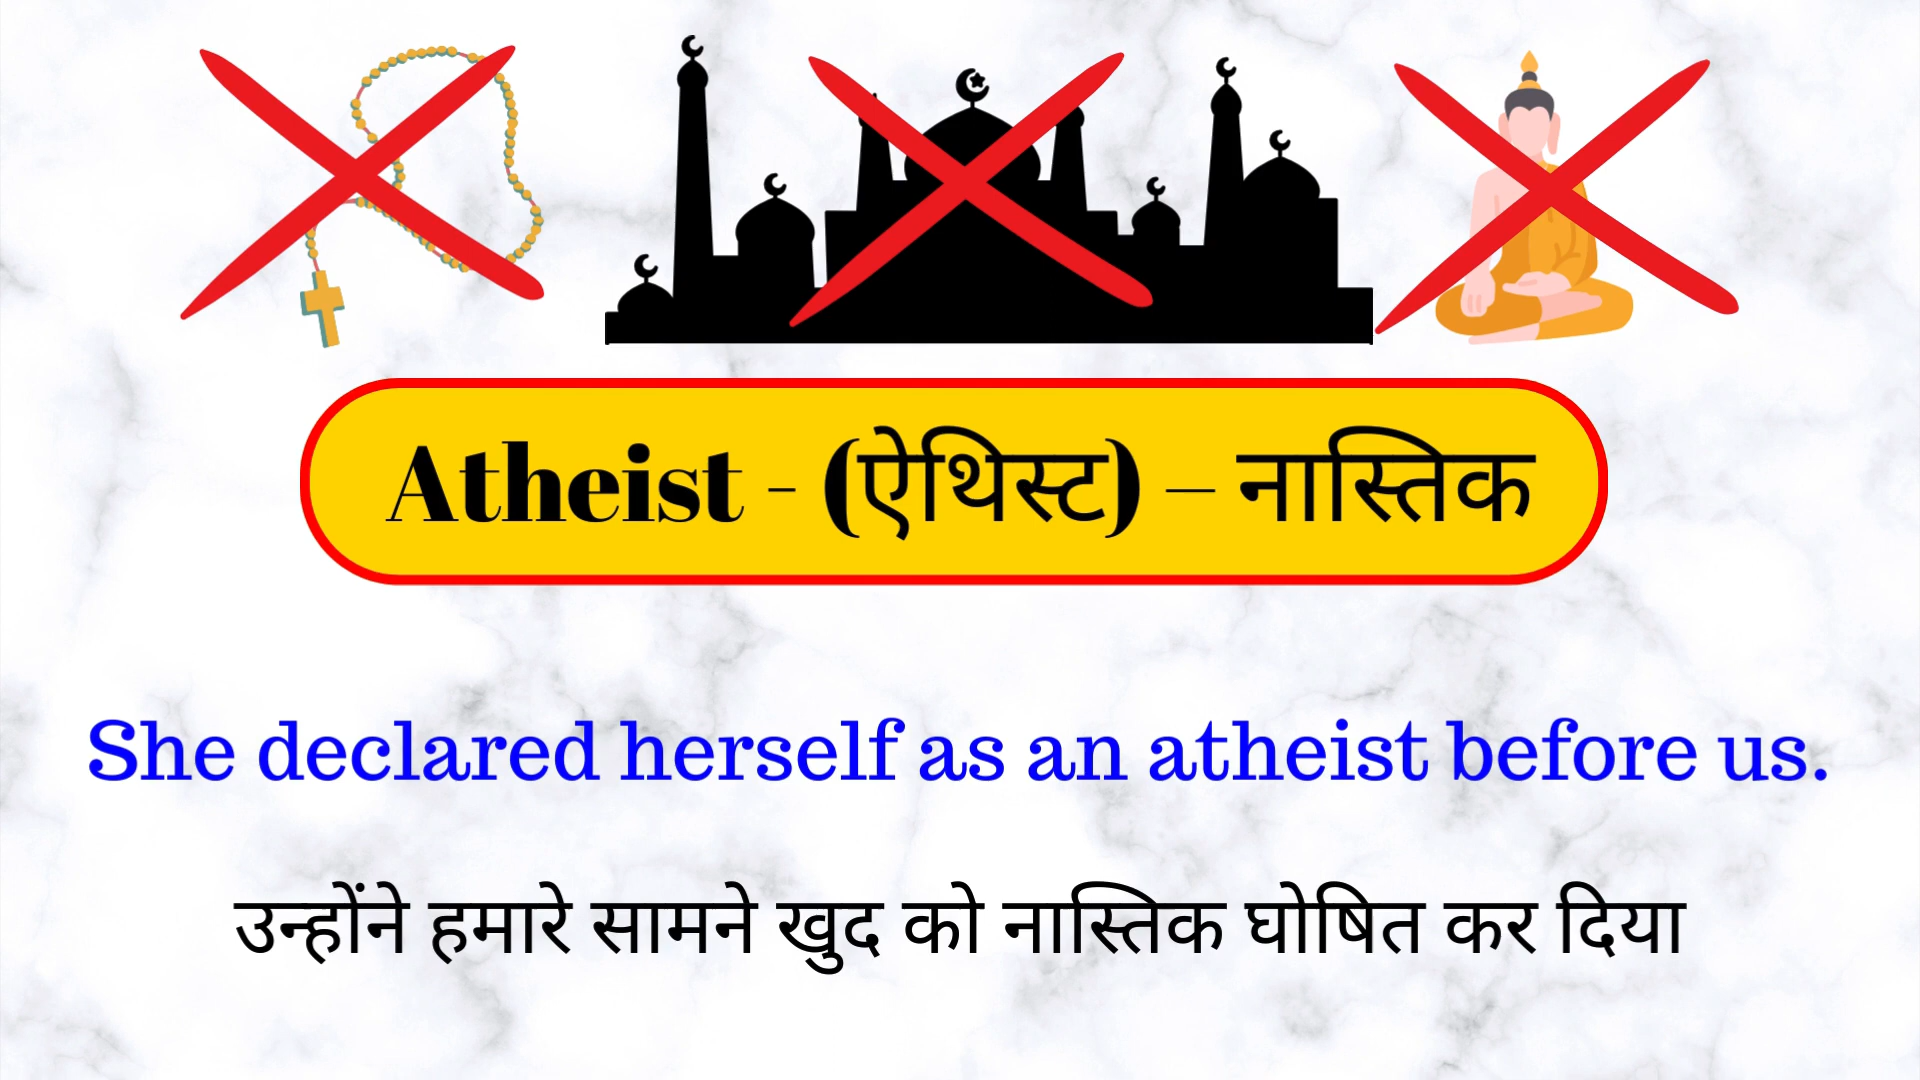 Atheist - (ऐथिस्ट) – नास्तिक
She declared herself as an atheist before us.
उन्होंने हमारे सामने खुद को नास्तिक घोषित कर दिया